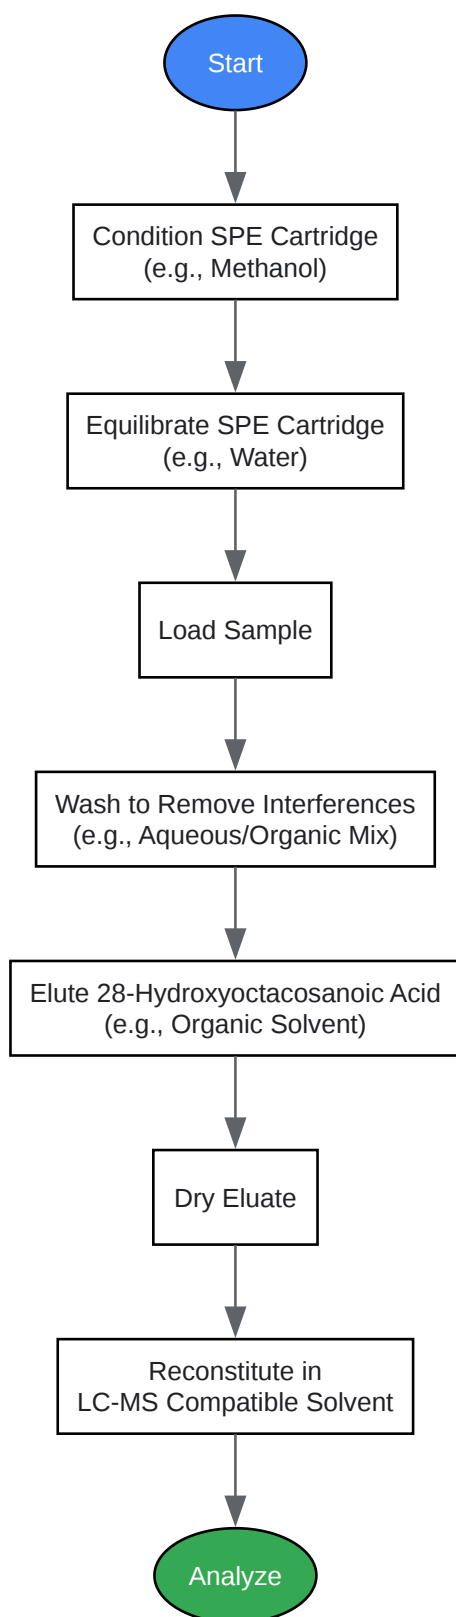 Start
Condition SPE Cartridge
(e.g., Methanol)
Equilibrate SPE Cartridge
(e.g., Water)
Load Sample
Wash to Remove Interferences
(e.g., Aqueous/Organic Mix)
Elute 28-Hydroxyoctacosanoic Acid
(e.g., Organic Solvent)
Dry Eluate
Reconstitute in
LC-MS Compatible Solvent
Analyze